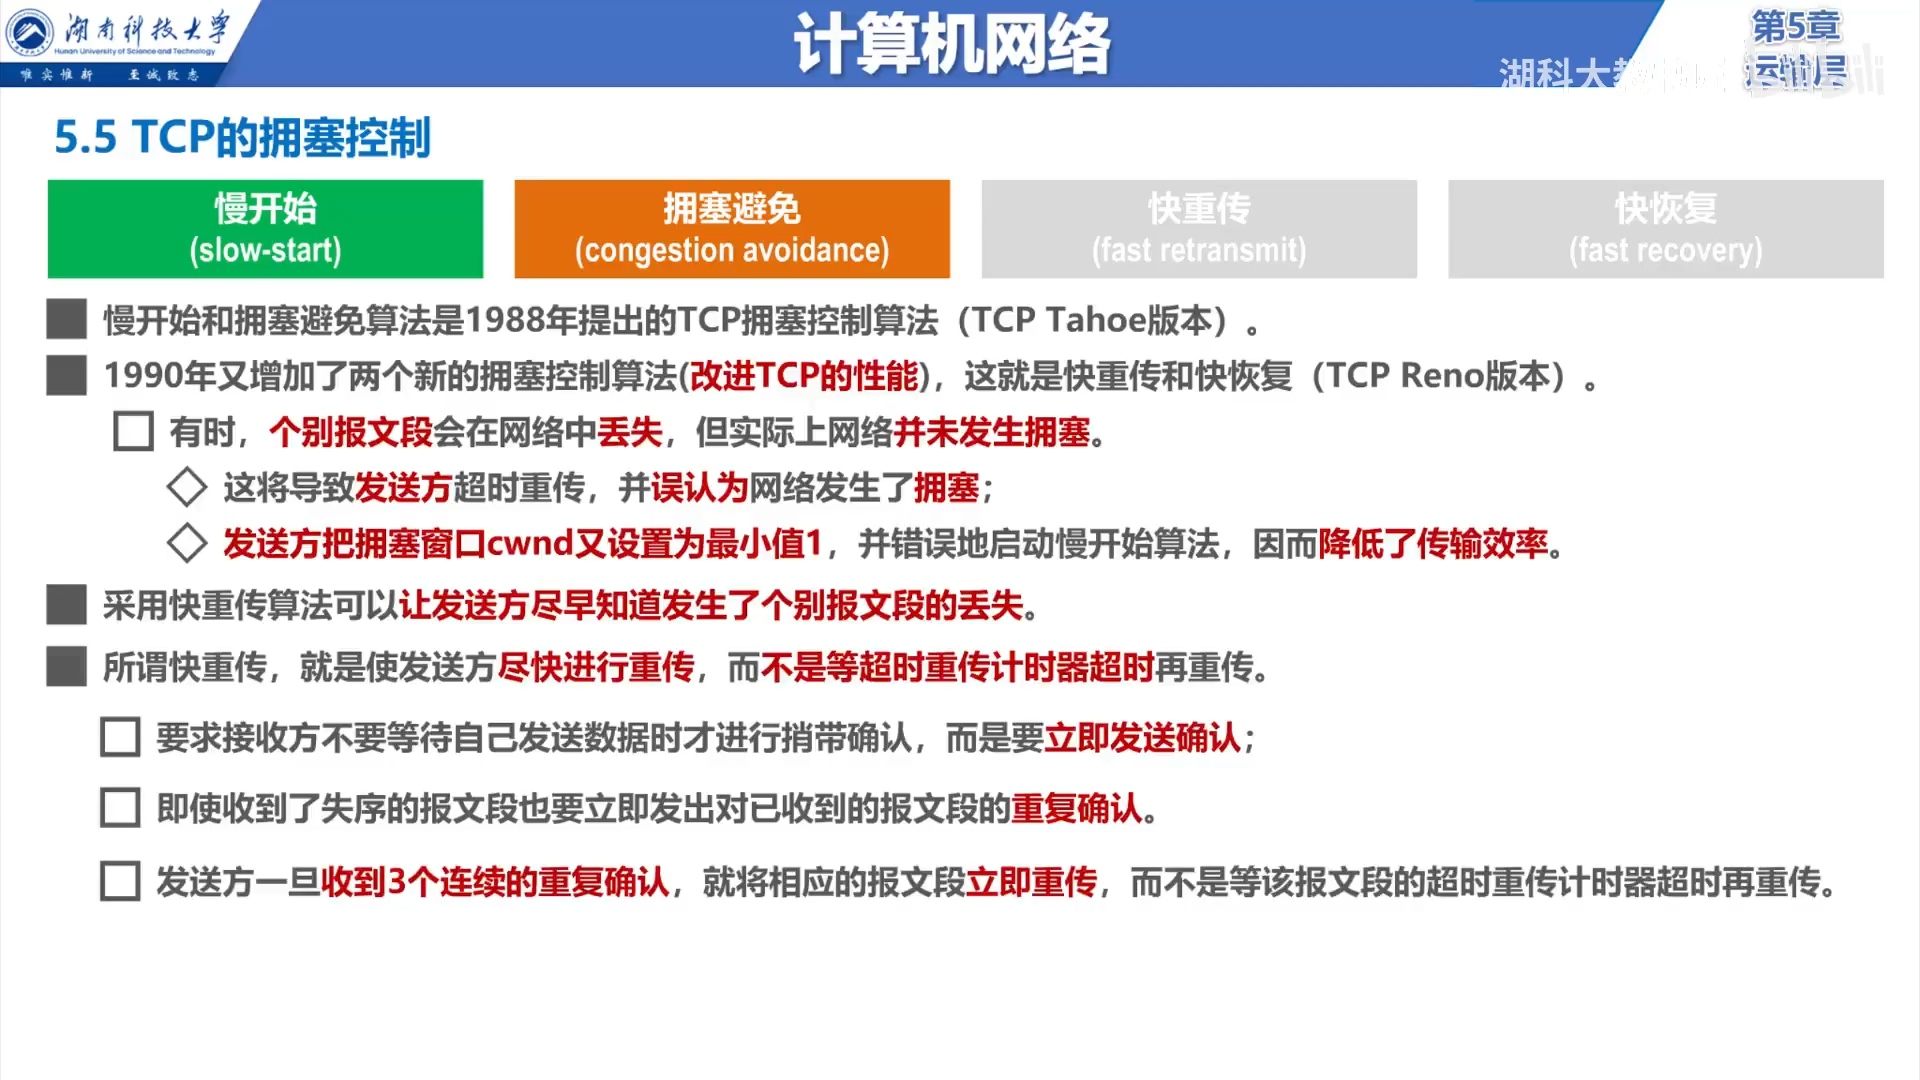 湖南科技大学
Hunan University of Science and Technology
唯实惟新 至诚致志
计算机网络
第5章
运输层
湖科大教
5.5 TCP的拥塞控制
慢开始
(slow-start)
拥塞避免
(congestion avoidance)
快重传
(fast retransmit)
快恢复
(fast recovery)
慢开始和拥塞避免算法是1988年提出的TCP拥塞控制算法（TCP Tahoe版本）。
1990年又增加了两个新的拥塞控制算法(改进TCP的性能)，这就是快重传和快恢复（TCP Reno版本）。
有时，个别报文段会在网络中丢失，但实际上网络并未发生拥塞。
这将导致发送方超时重传，并误认为网络发生了拥塞；
发送方把拥塞窗口cwnd又设置为最小值1，并错误地启动慢开始算法，因而降低了传输效率。
采用快重传算法可以让发送方尽早知道发生了个别报文段的丢失。
所谓快重传，就是使发送方尽快进行重传，而不是等超时重传计时器超时再重传。
要求接收方不要等待自己发送数据时才进行捎带确认，而是要立即发送确认；
即使收到了失序的报文段也要立即发出对已收到的报文段的重复确认。
发送方一旦收到3个连续的重复确认，就将相应的报文段立即重传，而不是等该报文段的超时重传计时器超时再重传。